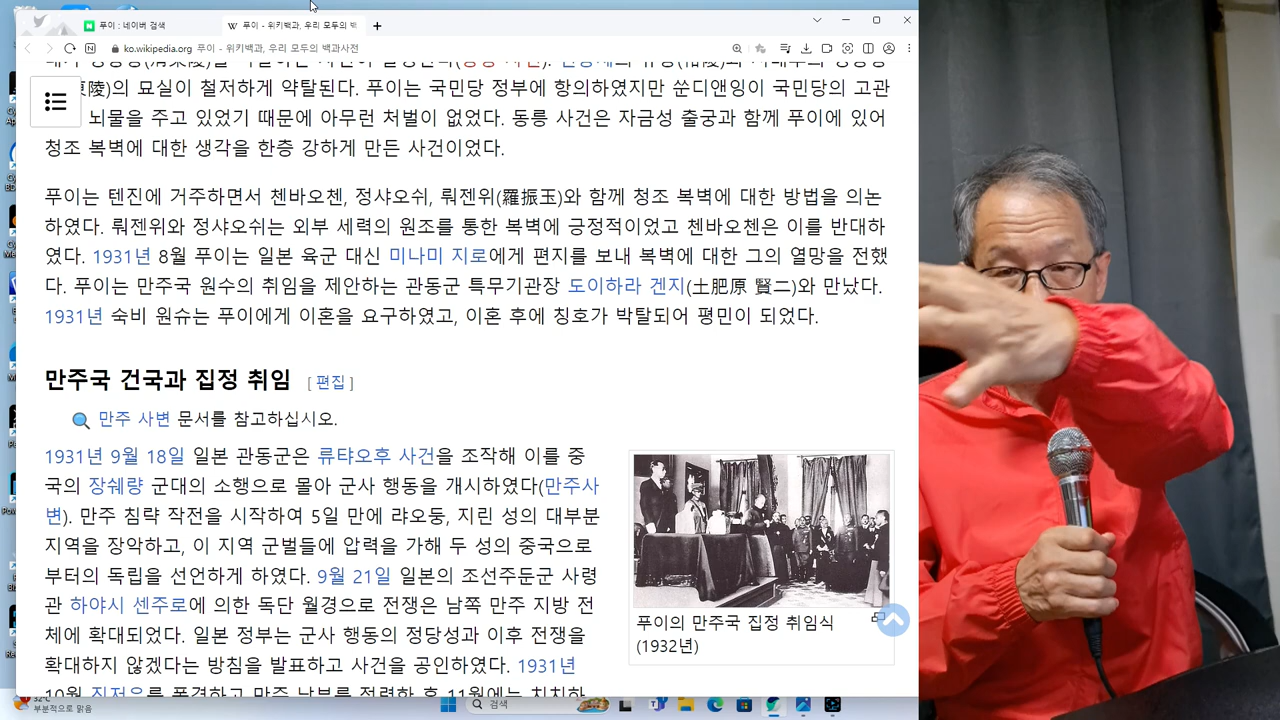 푸이 : 네이버 검색
푸이 - 위키백과, 우리 모두의 백
ko.wikipedia.org 푸이 - 위키백과, 우리 모두의 백과사전
陵)의 묘실이 철저하게 약탈된다. 푸이는 국민당 정부에 항의하였지만 쑨디앤잉이 국민당의 고관
뇌물을 주고 있었기 때문에 아무런 처벌이 없었다. 동릉 사건은 자금성 출궁과 함께 푸이에 있어
청조 복벽에 대한 생각을 한층 강하게 만든 사건이었다.
푸이는 톈진에 거주하면서 첸바오첸, 정샤오쉬, 뤄젠위(羅振玉)와 함께 청조 복벽에 대한 방법을 의논
하였다. 뤄젠위와 정샤오쉬는 외부 세력의 원조를 통한 복벽에 긍정적이었고 첸바오첸은 이를 반대하
였다. 1931년 8월 푸이는 일본 육군 대신 미나미 지로에게 편지를 보내 복벽에 대한 그의 열망을 전했
다. 푸이는 만주국 원수의 취임을 제안하는 관동군 특무기관장 도이하라 겐지(土肥原 賢二)와 만났다.
1931년 숙비 원슈는 푸이에게 이혼을 요구하였고, 이혼 후에 칭호가 박탈되어 평민이 되었다.
만주국 건국과 집정 취임 [편집]
만주 사변 문서를 참고하십시오.
1931년 9월 18일 일본 관동군은 류탸오후 사건을 조작해 이를 중
국의 장쉐량 군대의 소행으로 몰아 군사 행동을 개시하였다(만주사
변). 만주 침략 작전을 시작하여 5일 만에 랴오둥, 지린 성의 대부분
지역을 장악하고, 이 지역 군벌들에 압력을 가해 두 성의 중국으로
부터의 독립을 선언하게 하였다. 9월 21일 일본의 조선주둔군 사령
관 하야시 센주로에 의한 독단 월경으로 전쟁은 남쪽 만주 지방 전
체에 확대되었다. 일본 정부는 군사 행동의 정당성과 이후 전쟁을
확대하지 않겠다는 방침을 발표하고 사건을 공인하였다. 1931년
10월 진저우를 폭격하고 만주 남부를 점령한 후 11월에는 치치하
푸이의 만주국 집정 취임식
(1932년)
부분적으로 맑음
검색